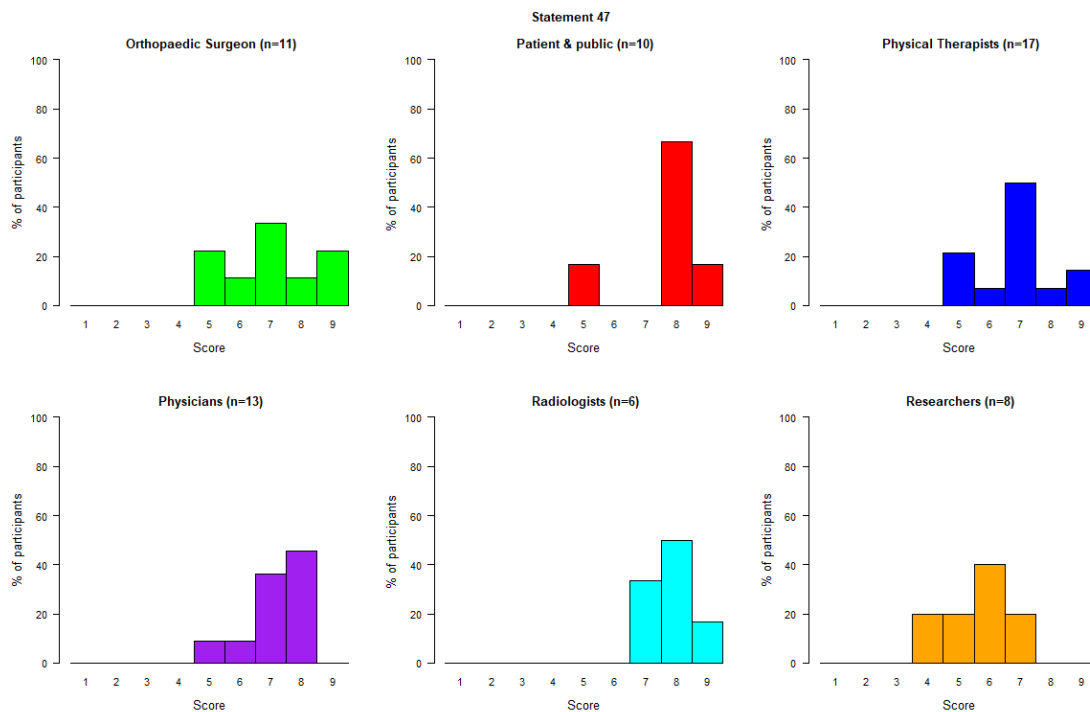 Statement 47
Orthopaedic Surgeon (n=11)
100
80
60
40
20
0
% of participants
1 2 3 4 5 6 7 8 9
Score
Patient & public (n=10)
100
80
60
40
20
0
% of participants
1 2 3 4 5 6 7 8 9
Score
Physical Therapists (n=17)
100
80
60
40
20
0
% of participants
1 2 3 4 5 6 7 8 9
Score
Physicians (n=13)
100
80
60
40
20
0
% of participants
1 2 3 4 5 6 7 8 9
Score
Radiologists (n=6)
100
80
60
40
20
0
% of participants
1 2 3 4 5 6 7 8 9
Score
Researchers (n=8)
100
80
60
40
20
0
% of participants
1 2 3 4 5 6 7 8 9
Score